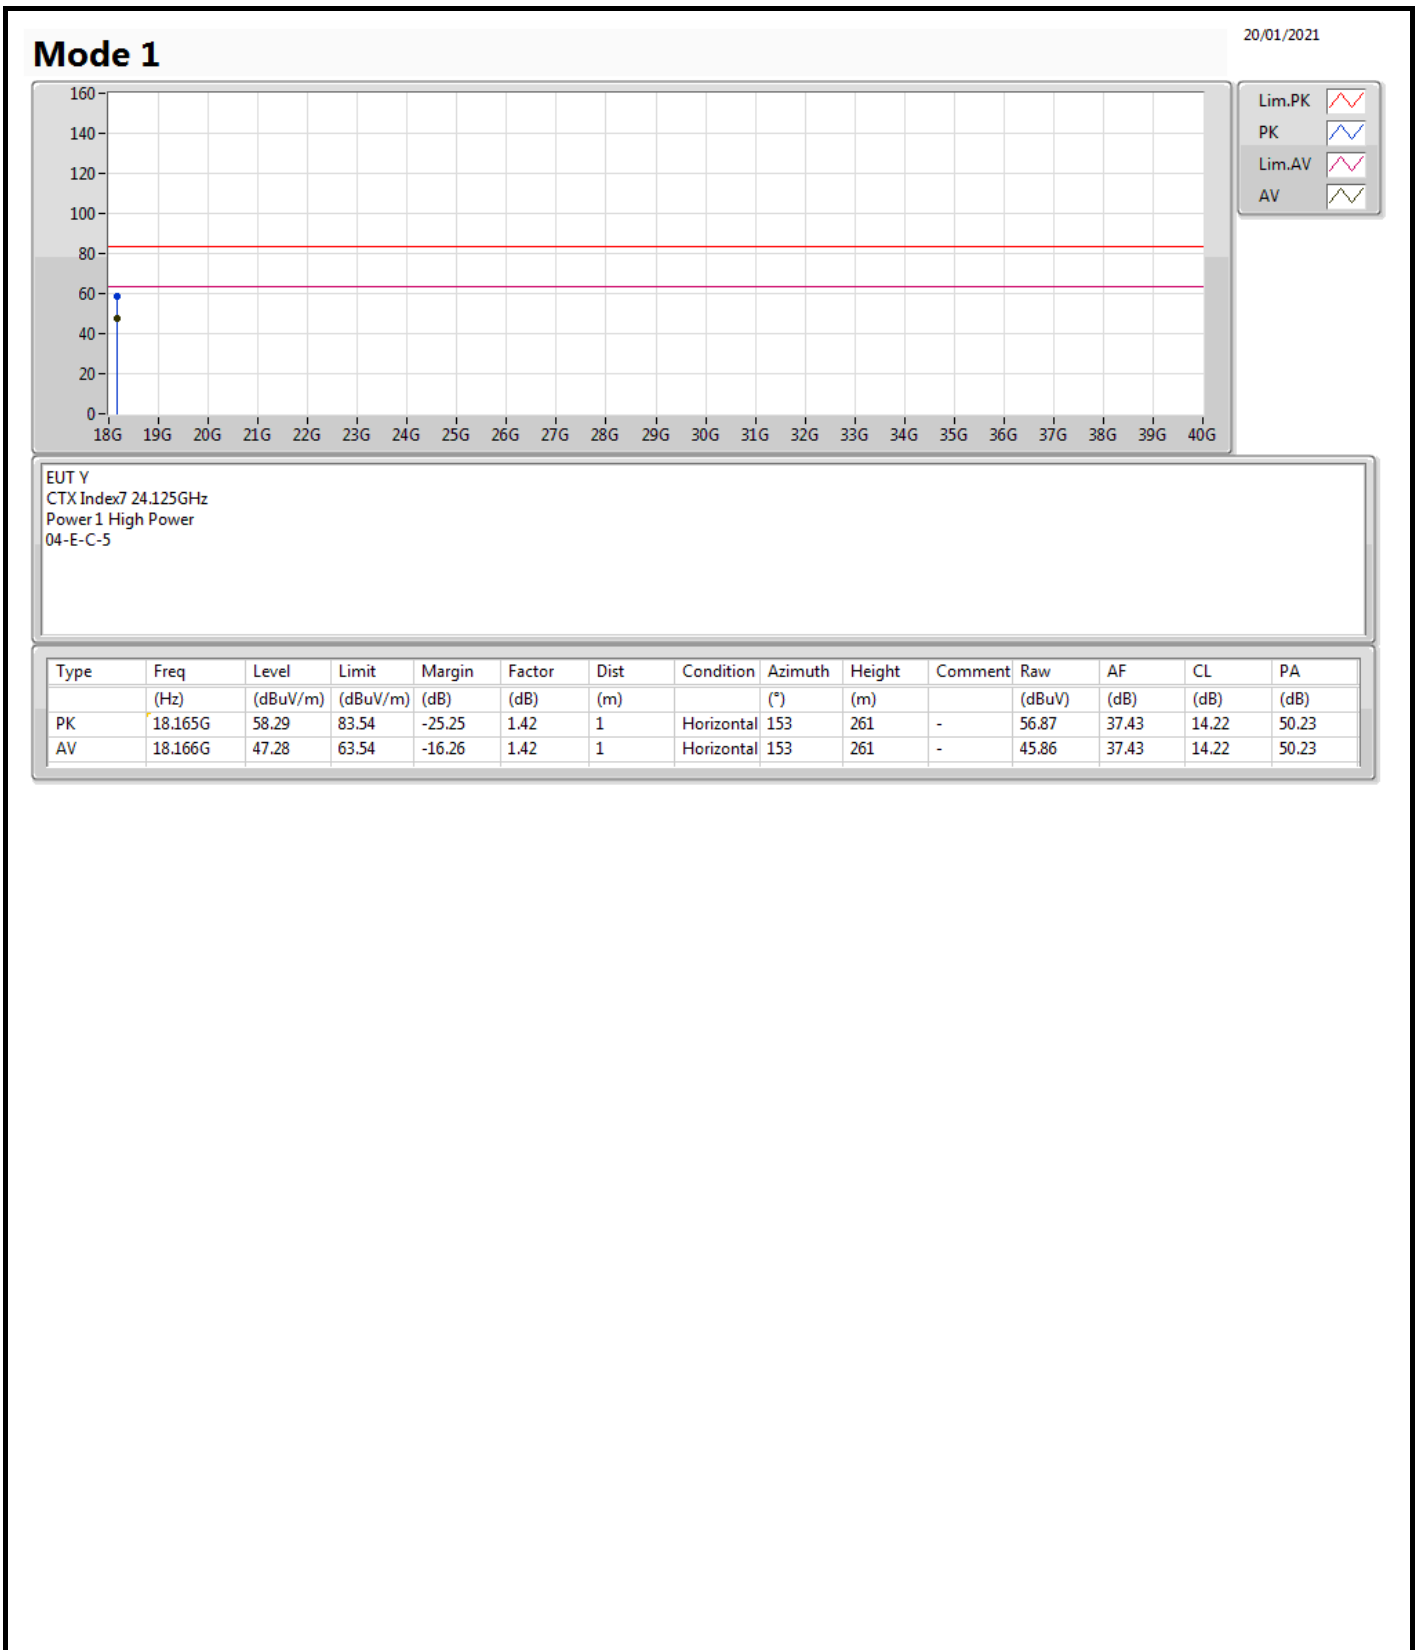 20/01/2021
Mode 1
160
140
120
100
80
60
40
20
0
18G 19G 20G 21G 22G 23G 24G 25G 26G 27G 28G 29G 30G 31G 32G 33G 34G 35G 36G 37G 38G 39G 40G
Lim.PK
PK
Lim.AV
AV
EUT Y
CTX Index7 24.125GHz
Power 1 High Power
04-E-C-5
Type Freq Level Limit Margin Factor Dist Condition Azimuth Height Comment Raw AF CL PA
(Hz) (dBuV/m) (dBuV/m) (dB) (dB) (m) (°) (m) (dBuV) (dB) (dB) (dB)
PK 18.165G 58.29 83.54 -25.25 1.42 1 Horizontal 153 261 - 56.87 37.43 14.22 50.23
AV 18.166G 47.28 63.54 -16.26 1.42 1 Horizontal 153 261 - 45.86 37.43 14.22 50.23